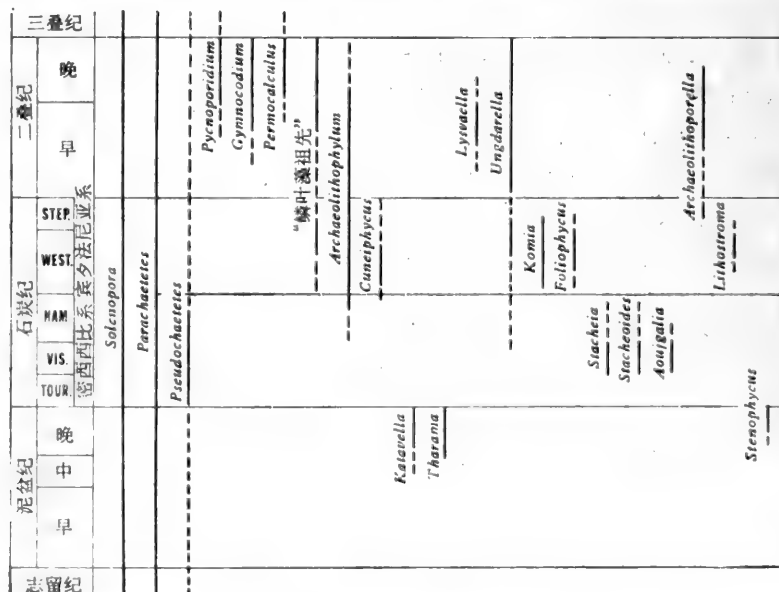 三叠纪
二叠纪
晚
早
石炭纪
宾夕法尼亚系
密西西比系
STEP.
WEST.
NAM.
VIS.
TOUR.
泥盆纪
晚
中
早
志留纪
Solenopora
Parachaetetes
Pseudochaetetes
Pycnoporidium
Gymnocodium
Permocalculus
“鳞叶藻祖先”
Archaeolithophyllum
Cuneiphycus
Katavella
Tharama
Lysvaella
Ungdarella
Komia
Foliophycus
Stacheia
Stacheoides
Aoujgalia
Archaeolithoporella
Lithostroma
Stenophycus